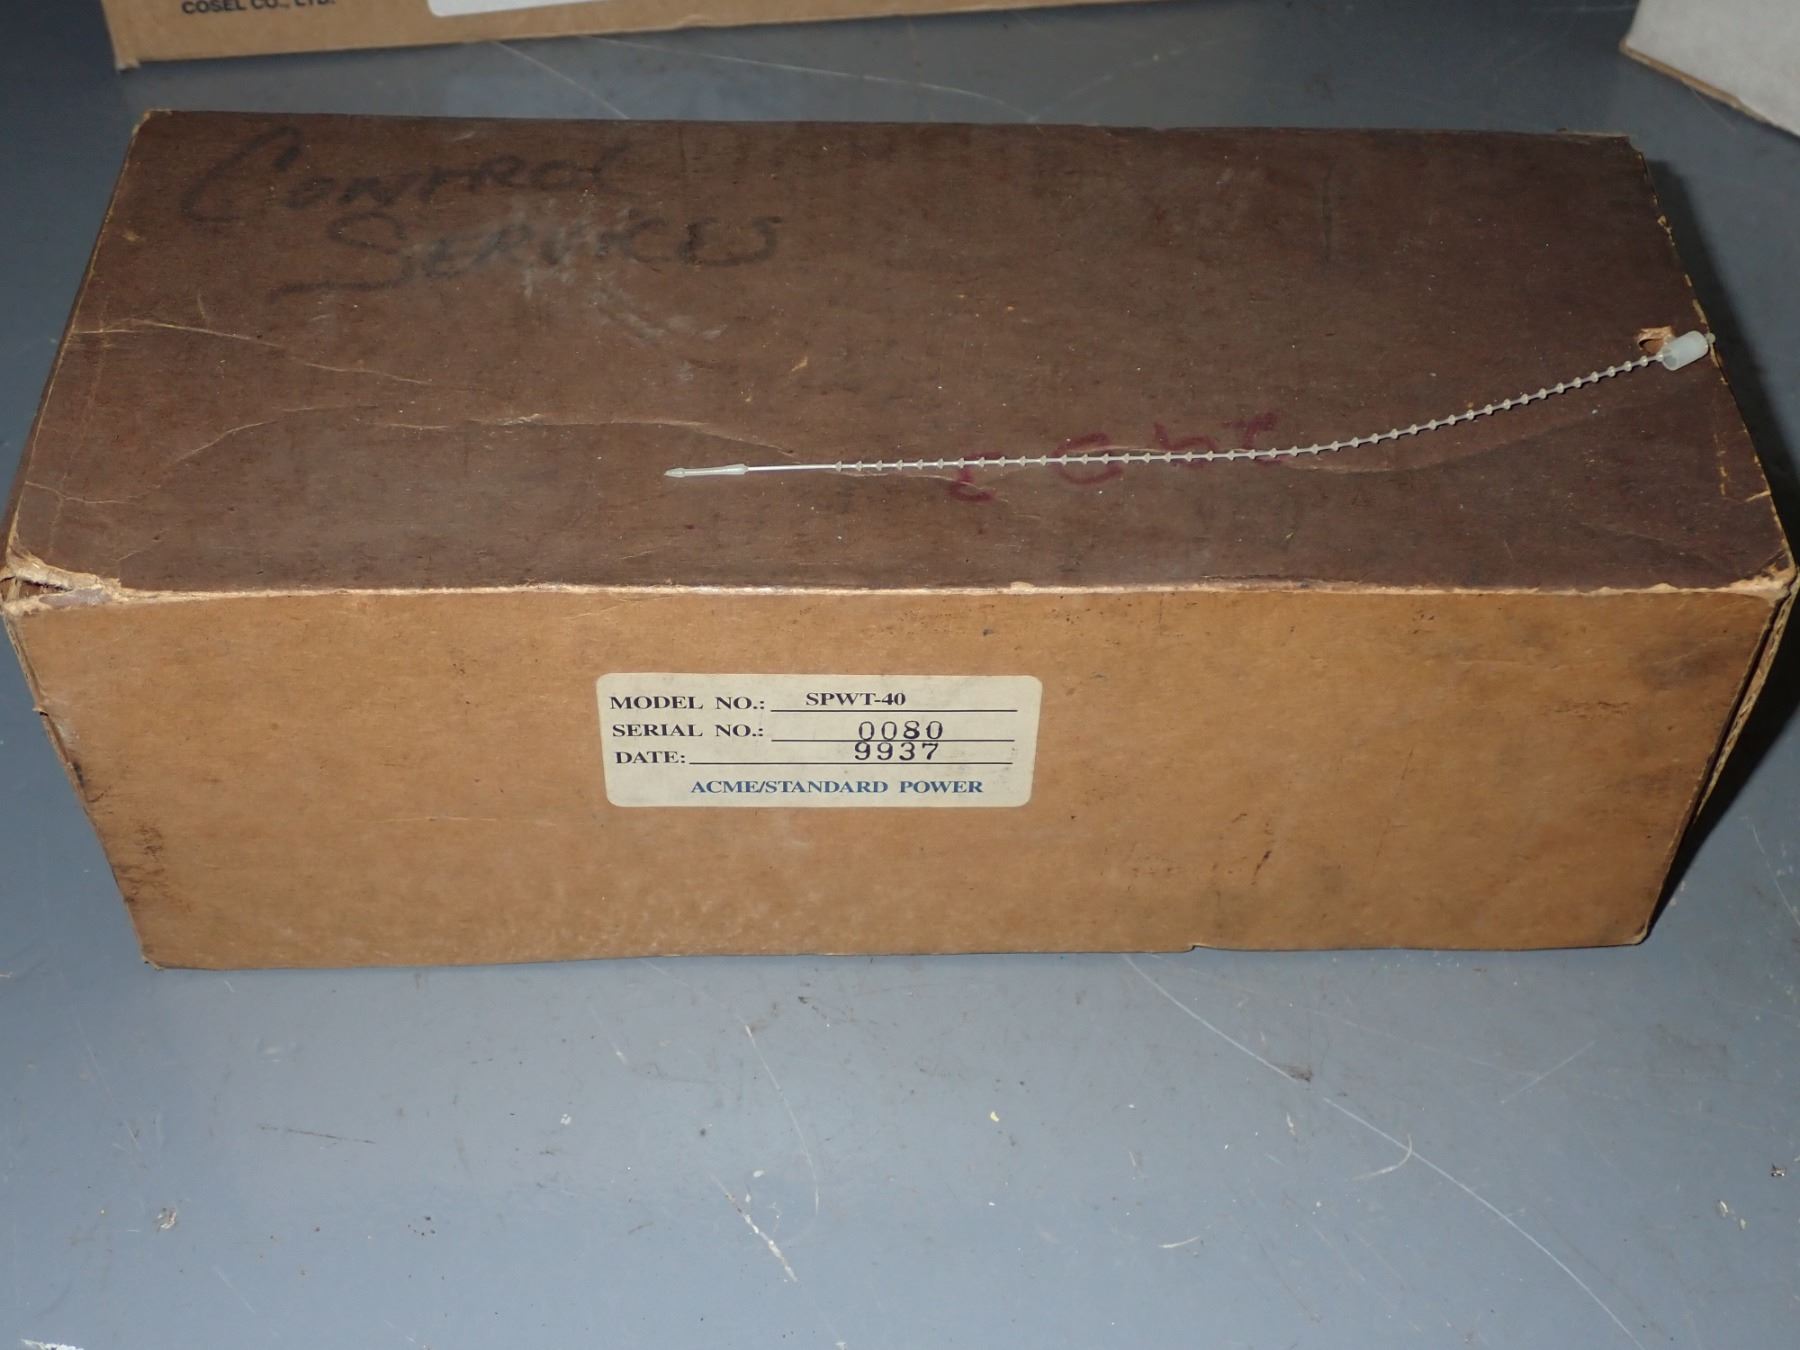 COSEL CO., LTD.
CONTROL
SERVICES
MODEL NO.: SPWT-40
SERIAL NO.: 0080
DATE: 9937
ACME/STANDARD POWER